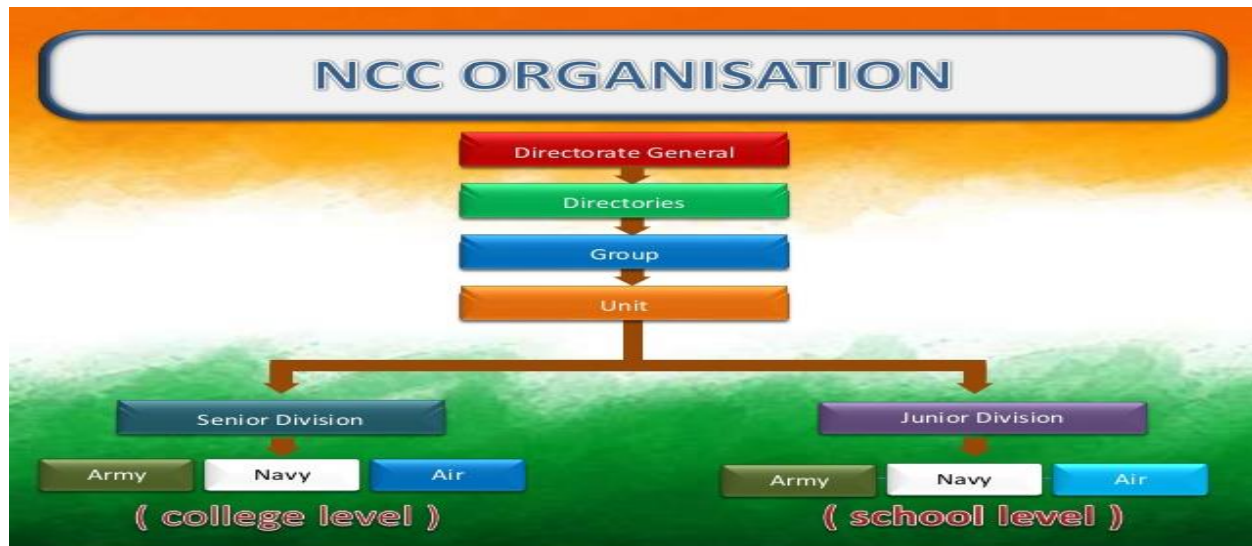 NCC ORGANISATION
Directorate General
Directories
Group
Unit
Senior Division
Junior Division
Army Navy Air
Army Navy Air
( college level )
( school level )